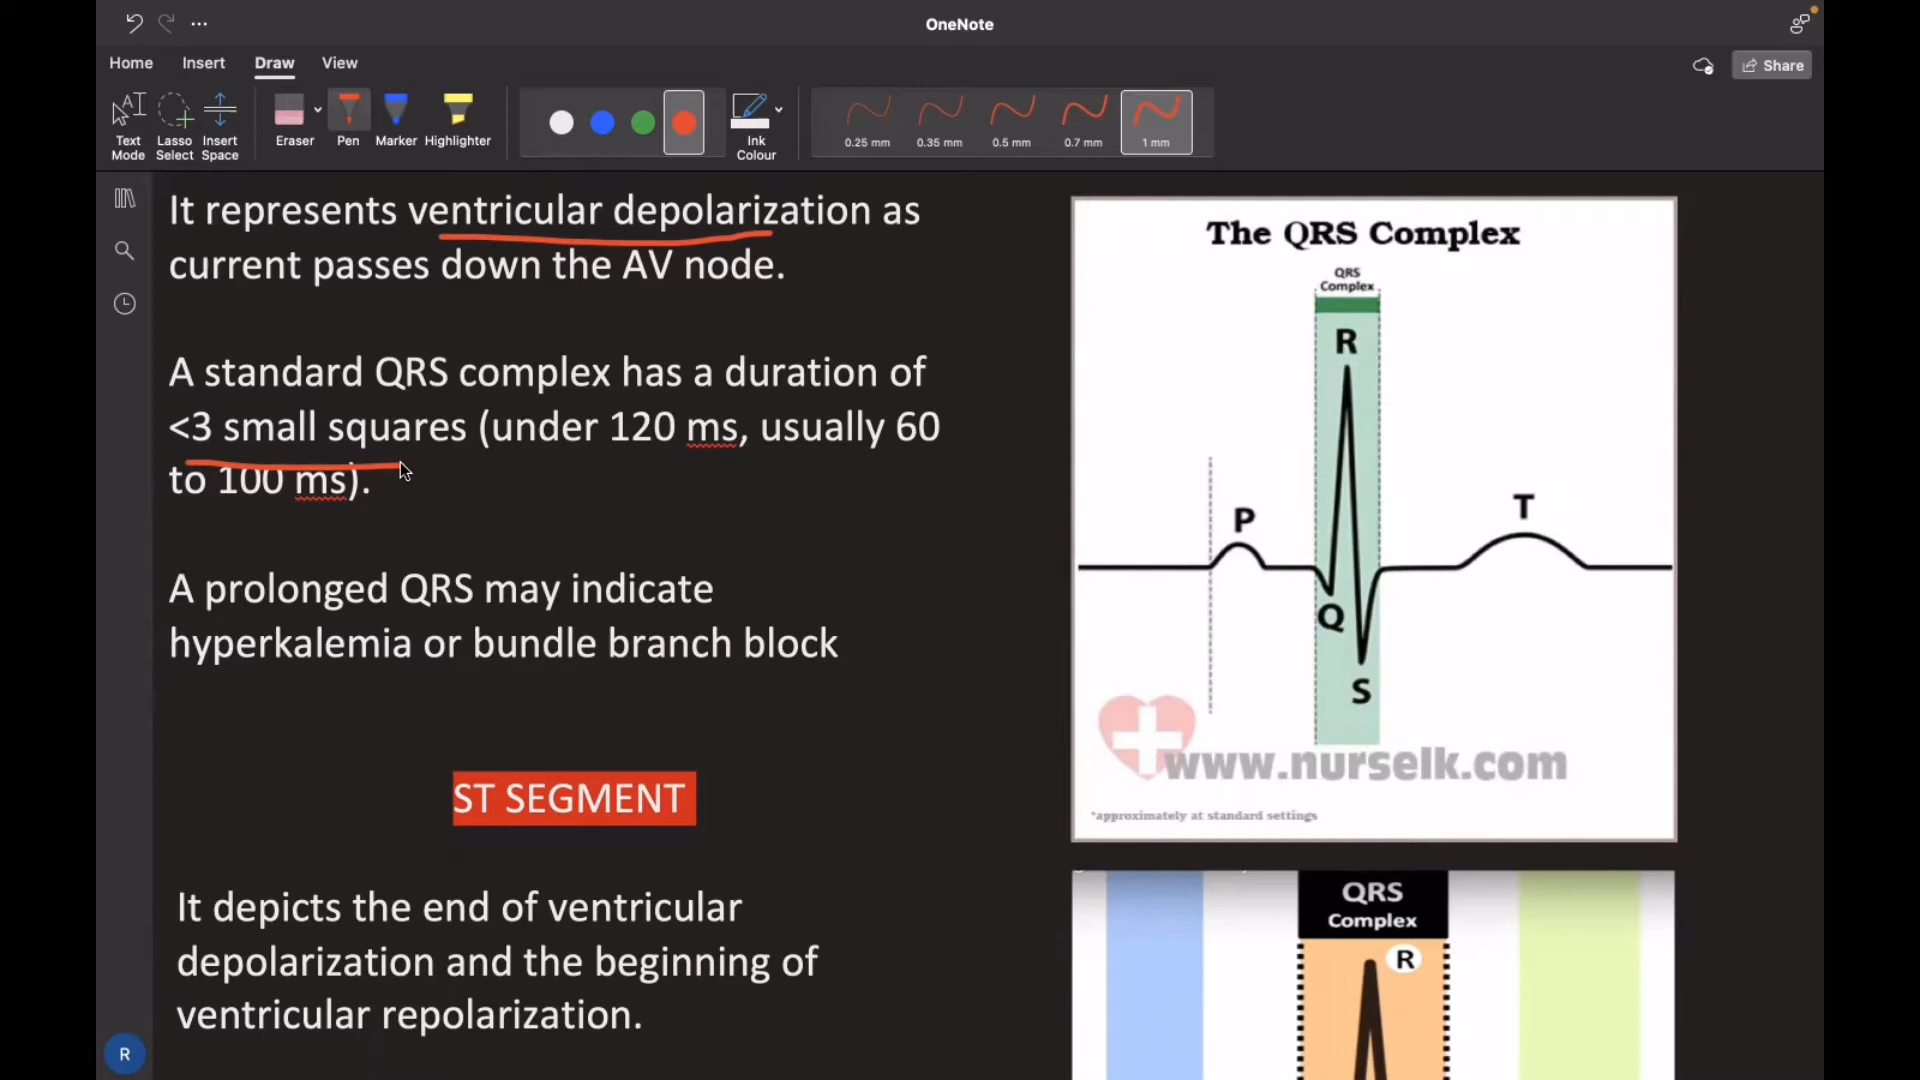 OneNote
Home Insert Draw View
Share
Text Mode
Lasso Select
Insert Space
Eraser
Pen
Marker
Highlighter
Ink Colour
0.25 mm
0.35 mm
0.5 mm
0.7 mm
1 mm
It represents ventricular depolarization as
current passes down the AV node.
A standard QRS complex has a duration of
<3 small squares (under 120 ms, usually 60
to 100 ms).
A prolonged QRS may indicate
hyperkalemia or bundle branch block
ST SEGMENT
It depicts the end of ventricular
depolarization and the beginning of
ventricular repolarization.
R
The QRS Complex
QRS
Complex
R
P
T
Q
S
www.nurselk.com
*approximately at standard settings
QRS
Complex
R